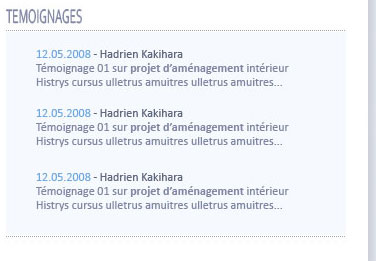 TEMOIGNAGES
12.05.2008 - Hadrien Kakihara
Témoignage 01 sur projet d'aménagement intérieur
Histrys cursus ulletrus amuitres ulletrus amuitres...
12.05.2008 - Hadrien Kakihara
Témoignage 01 sur projet d'aménagement intérieur
Histrys cursus ulletrus amuitres ulletrus amuitres...
12.05.2008 - Hadrien Kakihara
Témoignage 01 sur projet d'aménagement intérieur
Histrys cursus ulletrus amuitres ulletrus amuitres...